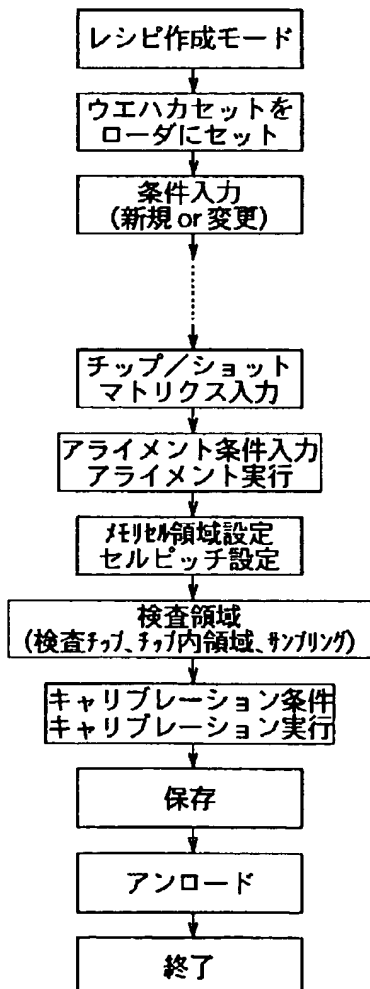 レシピ作成モード
ウエハカセットを
ローダにセット
条件入力
(新規or変更)
チップ／ショット
マトリクス入力
アライメント条件入力
アライメント実行
ﾒﾓﾘｾﾙ領域設定
セルピッチ設定
検査領域
(検査ﾁｯﾌﾟ、ﾁｯﾌﾟ内領域、ｻﾝﾌﾟﾘﾝｸﾞ)
キャリブレーション条件
キャリブレーション実行
保存
アンロード
終了